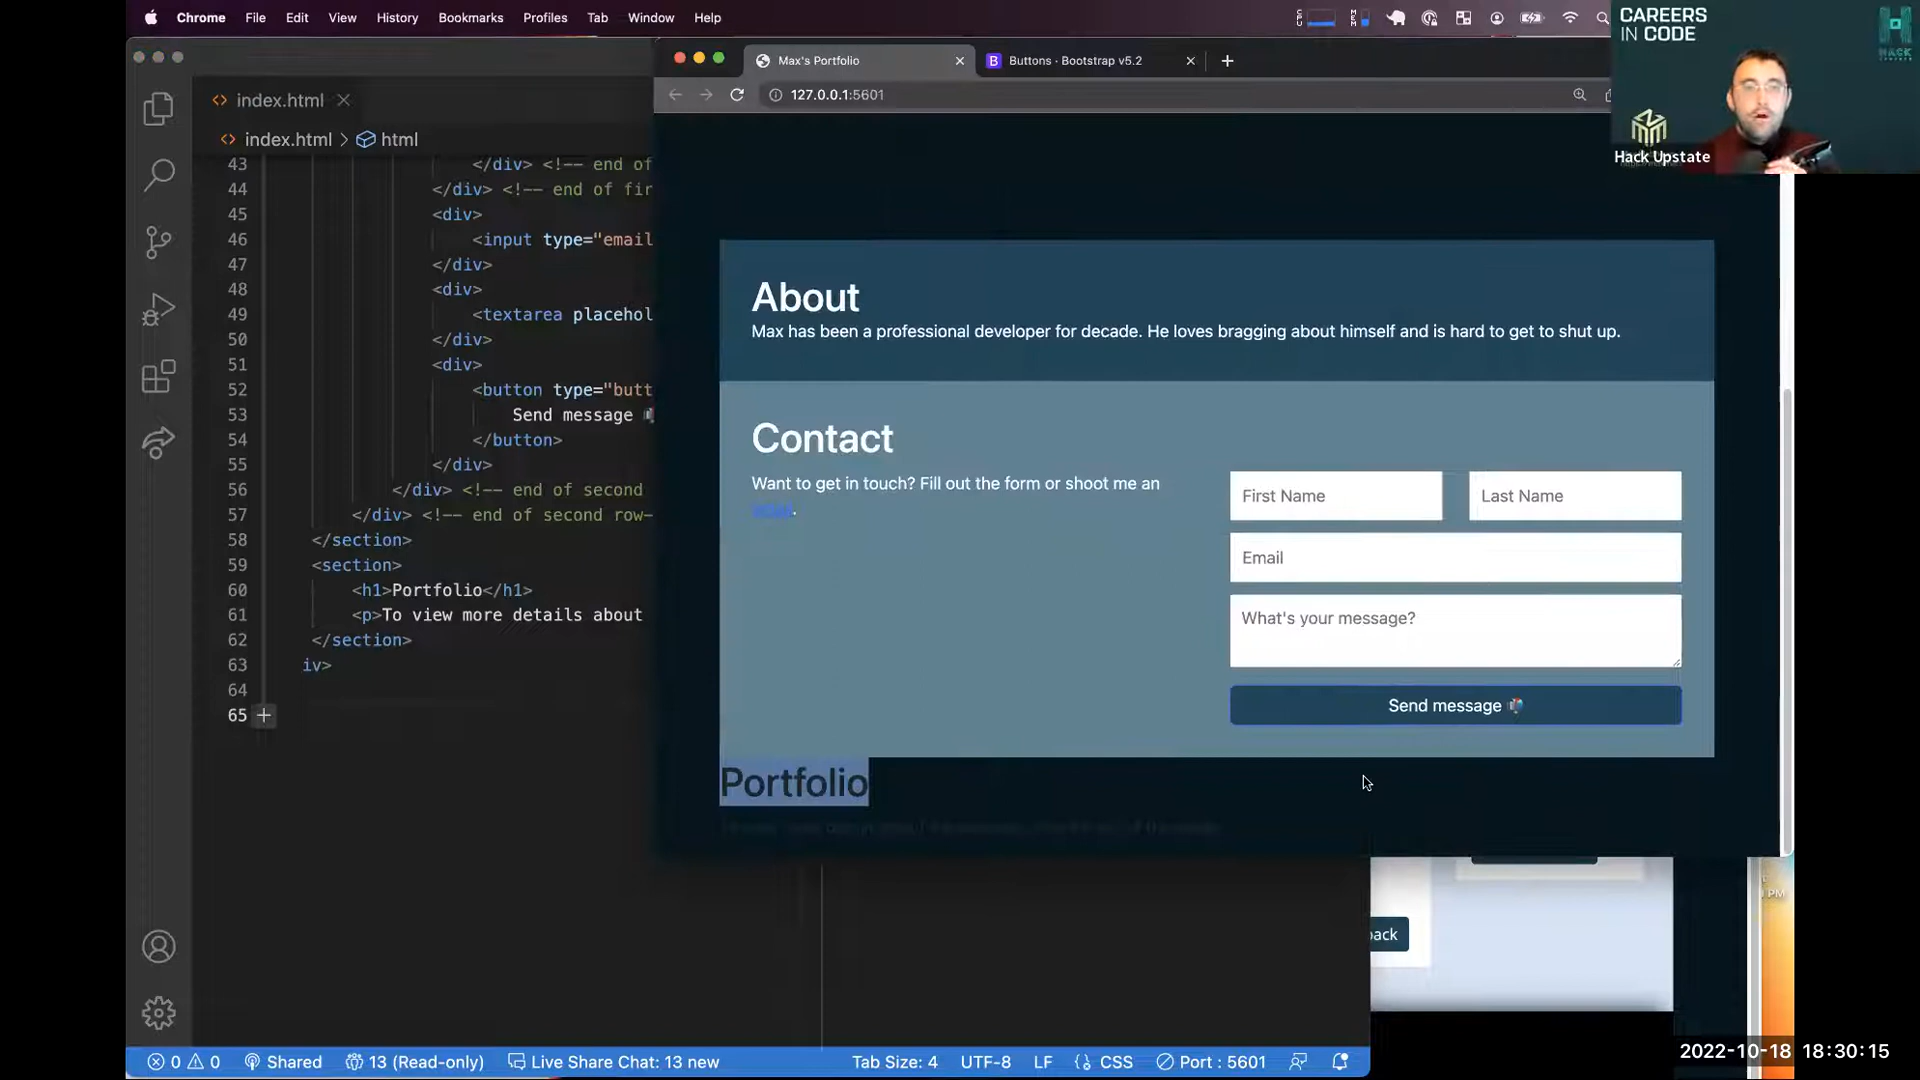 Chrome File Edit View History Bookmarks Profiles Tab Window Help
CAREERS
IN CODE
HACK
Hack Upstate
Max's Portfolio
Buttons · Bootstrap v5.2
127.0.0.1:5601
index.html
index.html > html
43 </div> <!-- end of
44 </div> <!-- end of fir
45 <div>
46 <input type="email
47 </div>
48 <div>
49 <textarea placehol
50 </div>
51 <div>
52 <button type="butt
53 Send message
54 </button>
55 </div>
56 </div> <!-- end of second
57 </div> <!-- end of second row-
58 </section>
59 <section>
60 <h1>Portfolio</h1>
61 <p>To view more details about
62 </section>
63 iv>
64
65
About
Max has been a professional developer for decade. He loves bragging about himself and is hard to get to shut up.
Contact
Want to get in touch? Fill out the form or shoot me an
First Name
Last Name
Email
What's your message?
Send message
Portfolio
PM
back
0 0 Shared 13 (Read-only) Live Share Chat: 13 new Tab Size: 4 UTF-8 LF {} CSS Port : 5601
2022-10-18 18:30:15